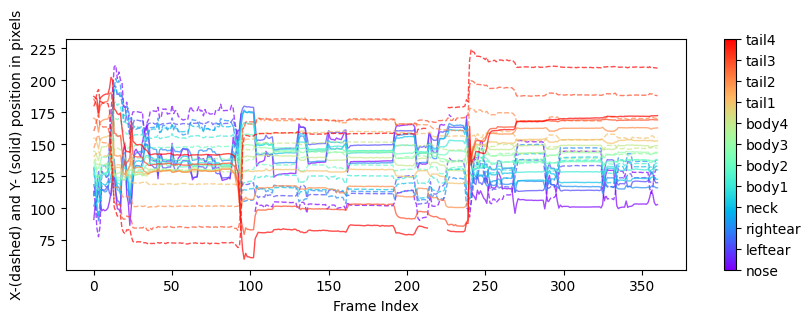 X-(dashed) and Y- (solid) position in pixels
225
200
175
150
125
100
75
0
50
100
150
200
250
300
350
Frame Index
tail4
tail3
tail2
tail1
body4
body3
body2
body1
neck
rightear
leftear
nose